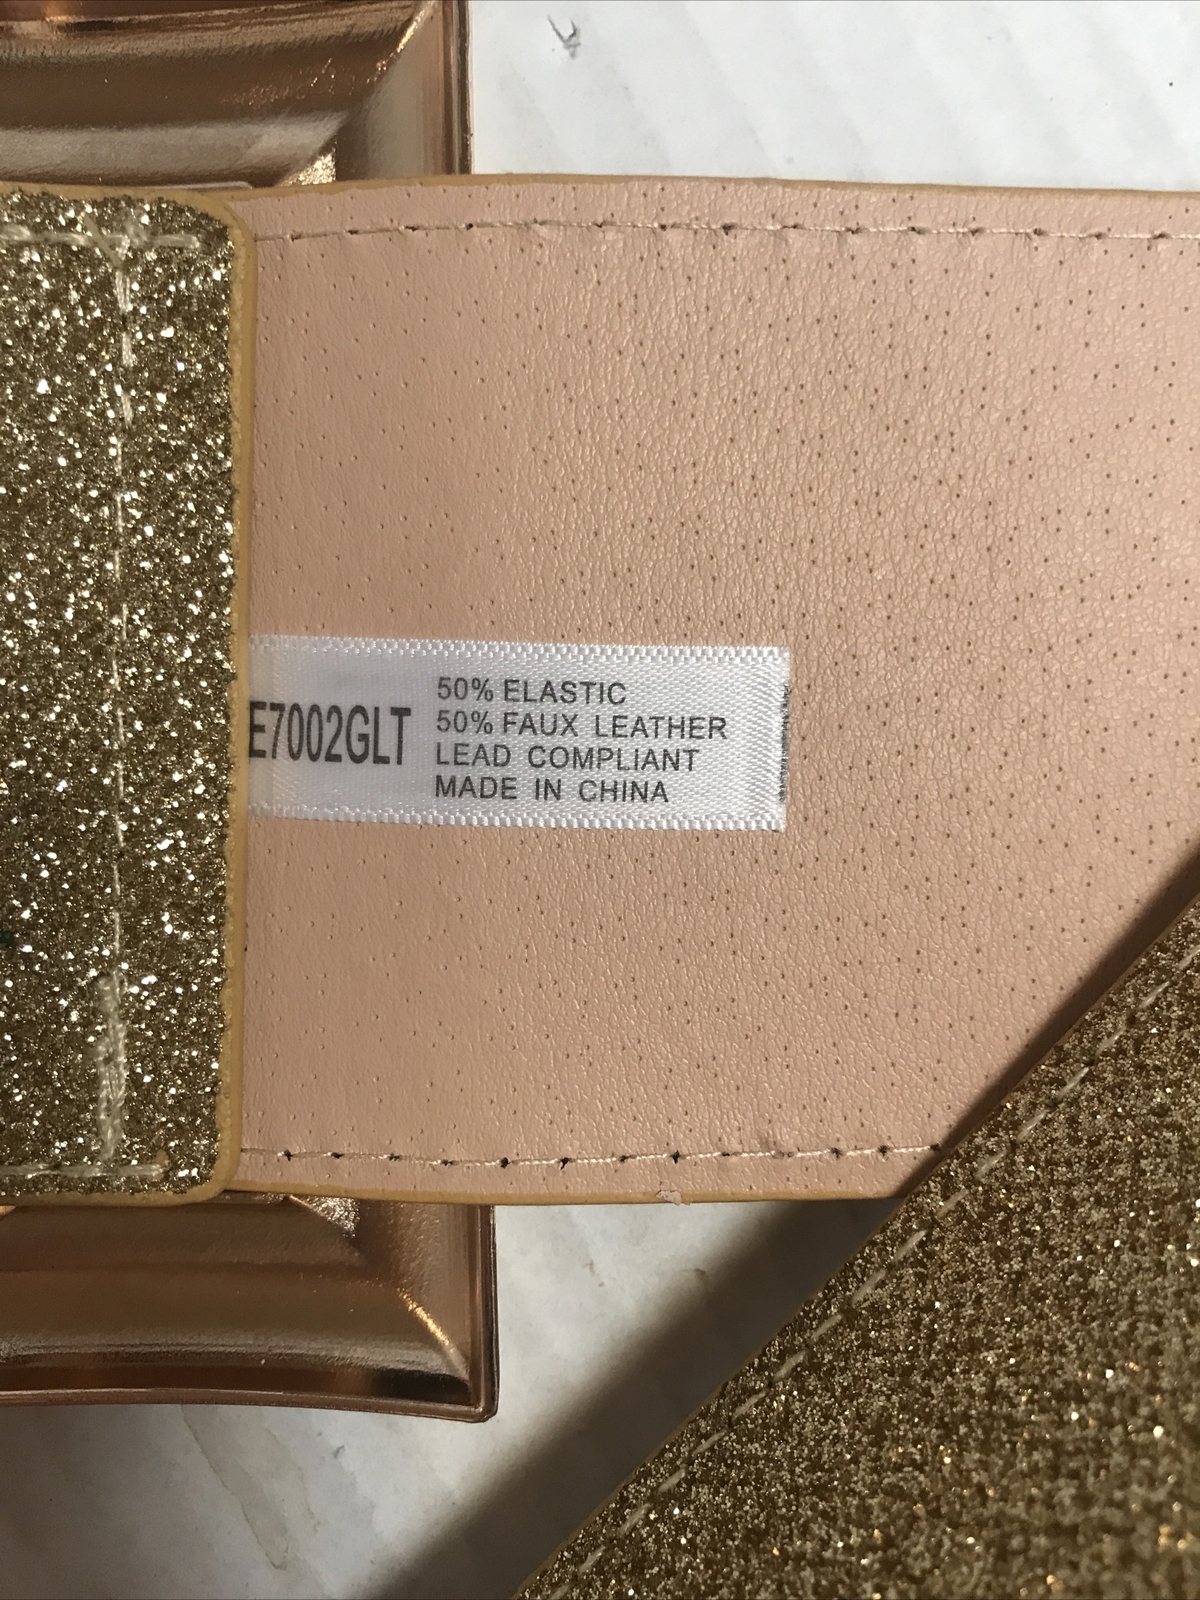 E7002GLT
50% ELASTIC
50% FAUX LEATHER
LEAD COMPLIANT
MADE IN CHINA